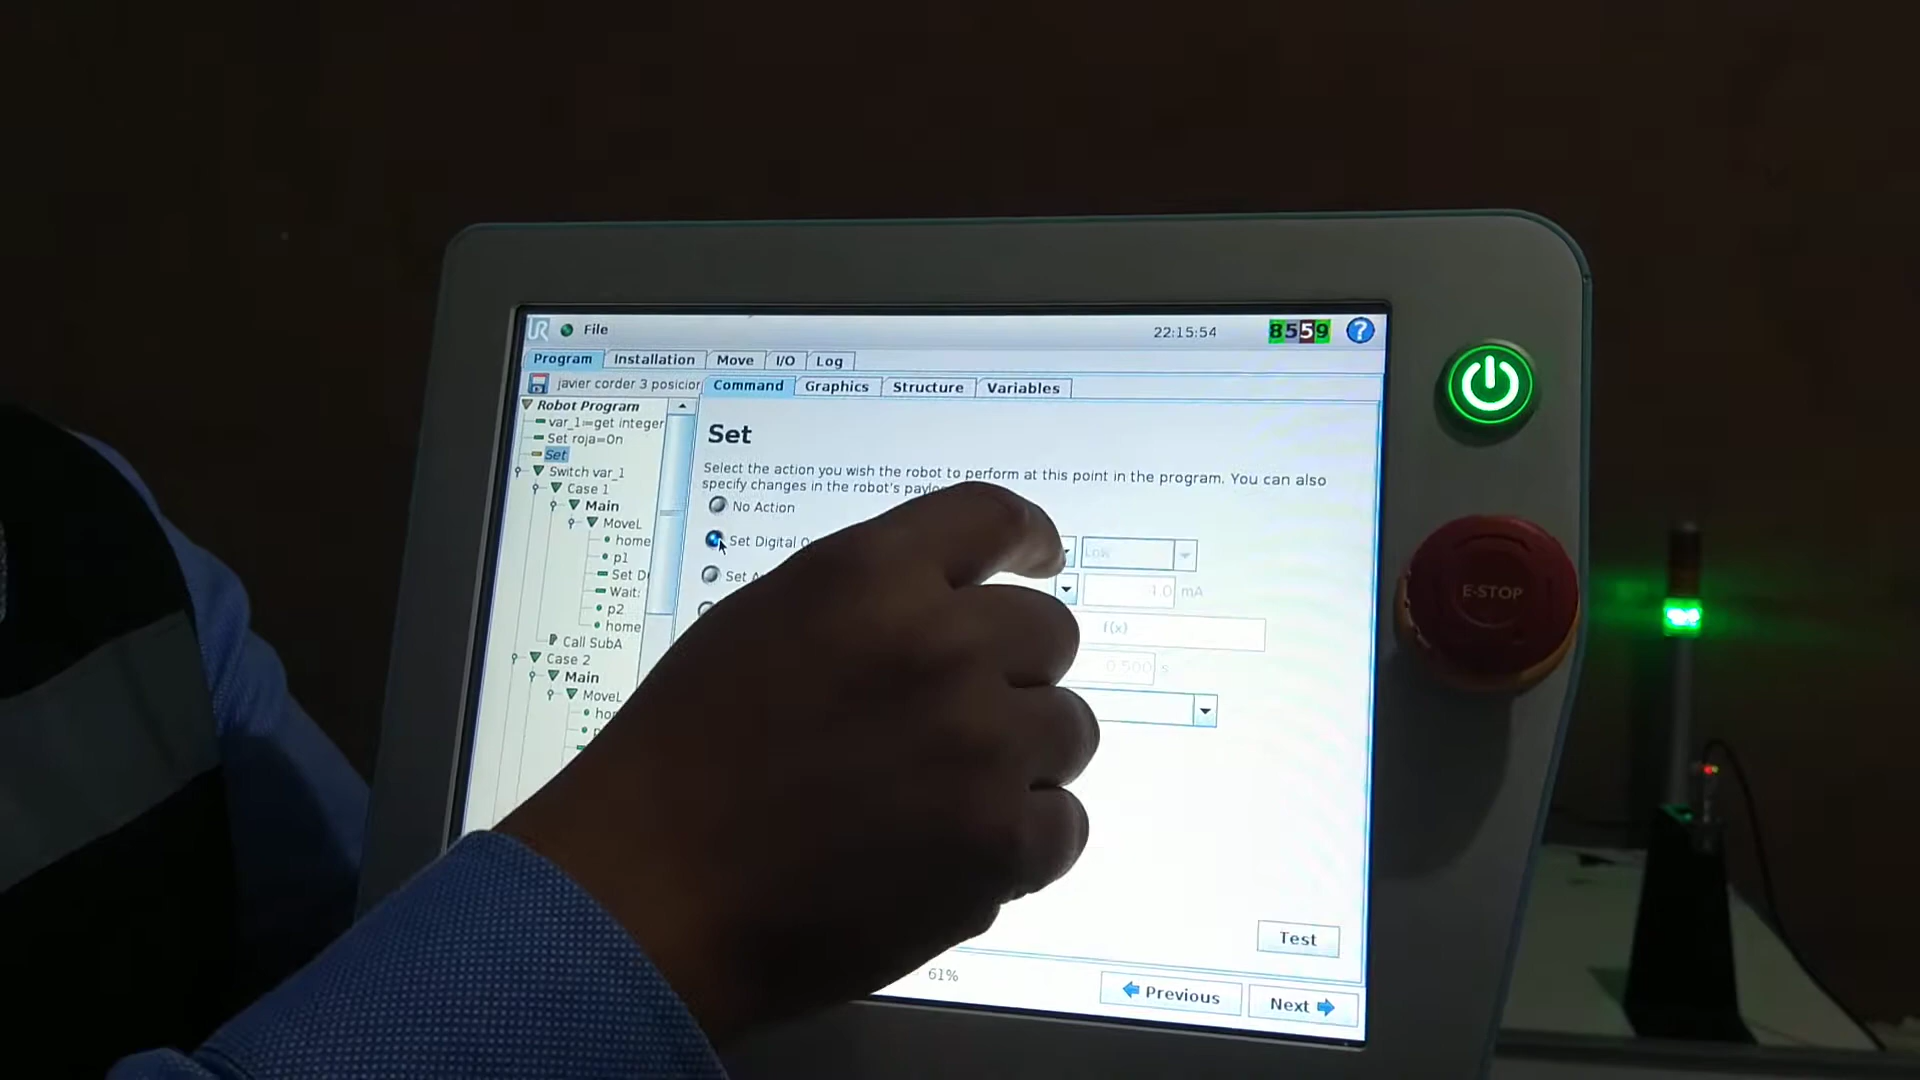 UR File 22:15:54 8559 ?
Program Installation Move I/O Log
javier corder 3 posicior Command Graphics Structure Variables
Robot Program
var_1:=get integer
Set roja=On
Set
Switch var_1
Case 1
Main
MoveL
home
p1
Set D
Wait:
p2
home
Call SubA
Case 2
Main
MoveL
Set
Select the action you wish the robot to perform at this point in the program. You can also
specify changes in the robot's
No Action
Set Digital Low
Set mA
f(x)
0.500 s
Test
61% Previous Next
E-STOP